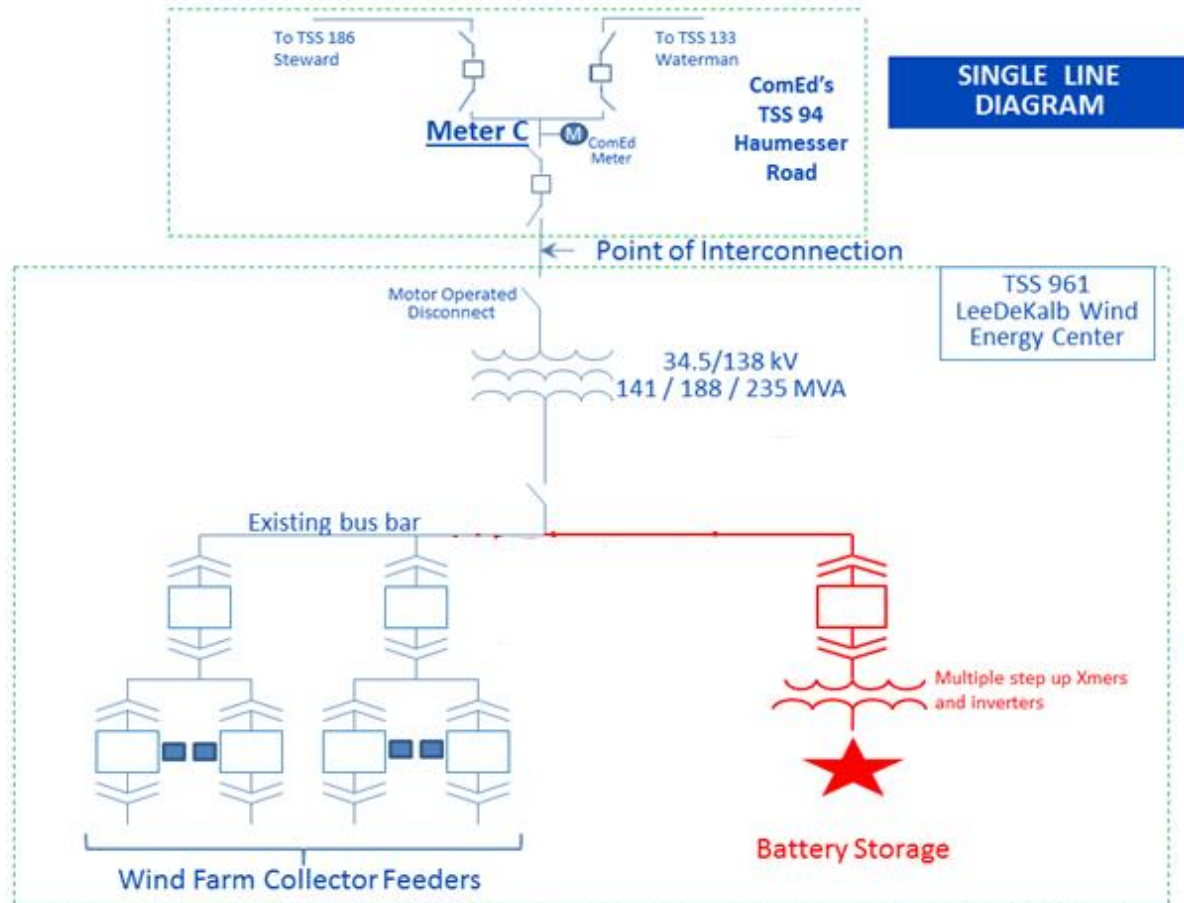 To TSS 186
Steward
To TSS 133
Waterman
ComEd's
TSS 94
Haumesser
Road
SINGLE LINE
DIAGRAM
Meter C
M
ComEd
Meter
Point of Interconnection
TSS 961
LeeDeKalb Wind
Energy Center
Motor Operated
Disconnect
34.5/138 kV
141 / 188 / 235 MVA
Existing bus bar
Multiple step up Xmers
and inverters
Battery Storage
Wind Farm Collector Feeders